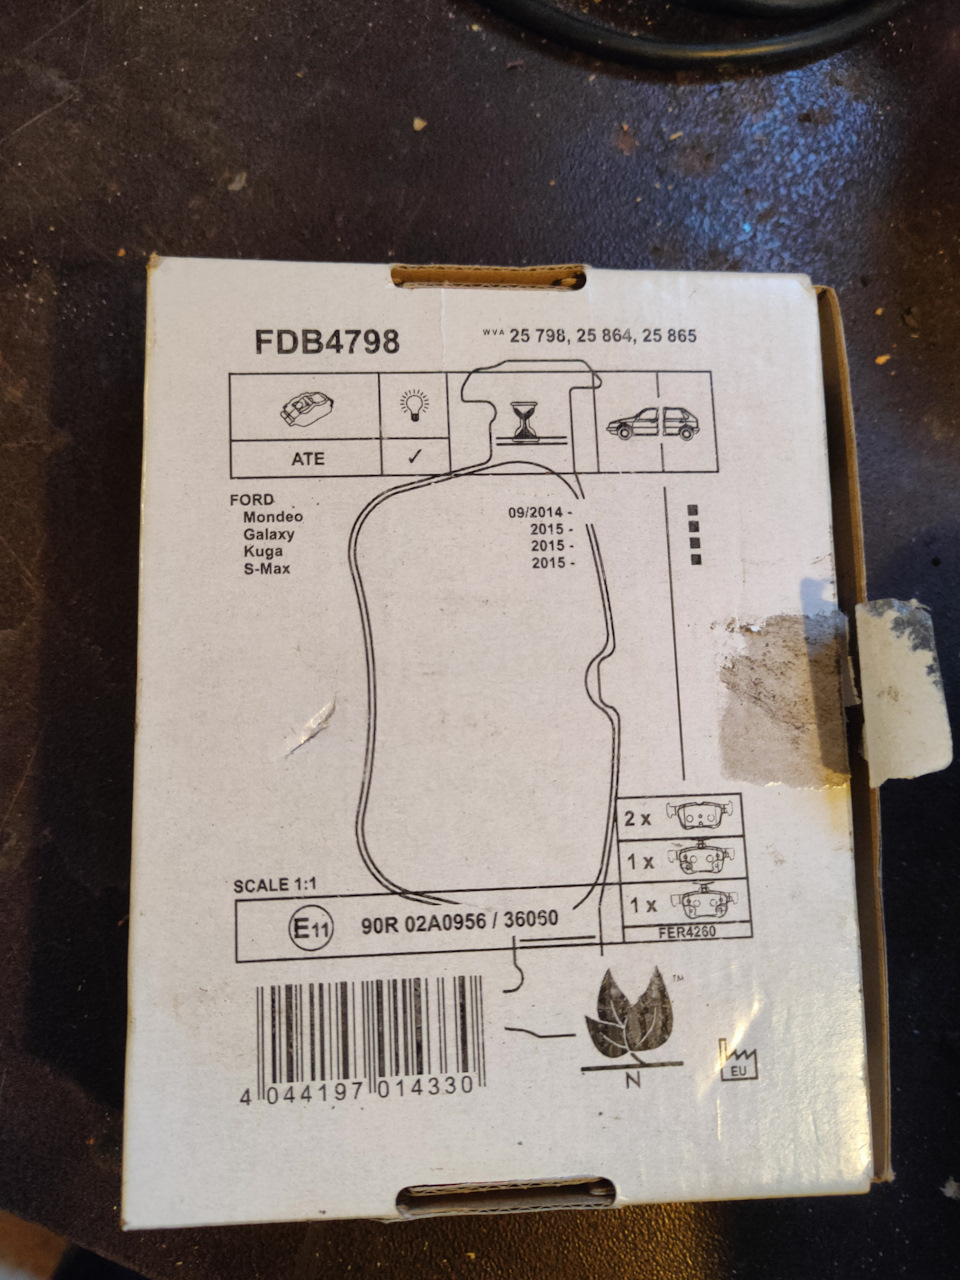 FDB4798
WVA 25 798, 25 864, 25 865
ATE ✓
FORD
Mondeo 09/2014 -
Galaxy 2015 -
Kuga 2015 -
S-Max 2015 -
2 x
1 x
1 x
FER4260
SCALE 1:1
E11 90R 02A0956 / 36050
4 044197 014330
TM
N
EU